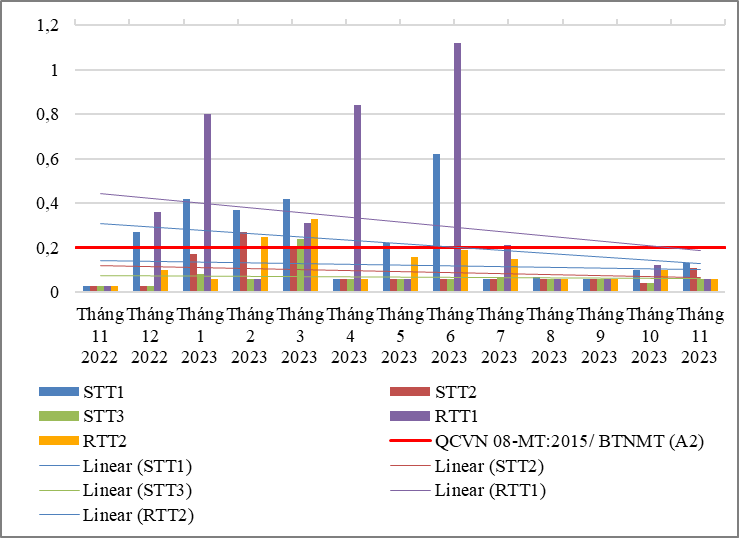 1,2
1
0,8
0,6
0,4
0,2
0
Tháng Tháng Tháng Tháng Tháng Tháng Tháng Tháng Tháng Tháng Tháng Tháng Tháng
11 12 1 2 3 4 5 6 7 8 9 10 11
2022 2022 2023 2023 2023 2023 2023 2023 2023 2023 2023 2023 2023
STT1 STT2
STT3 RTT1
RTT2 QCVN 08-MT:2015/ BTNMT (A2)
Linear (STT1) Linear (STT2)
Linear (STT3) Linear (RTT1)
Linear (RTT2)